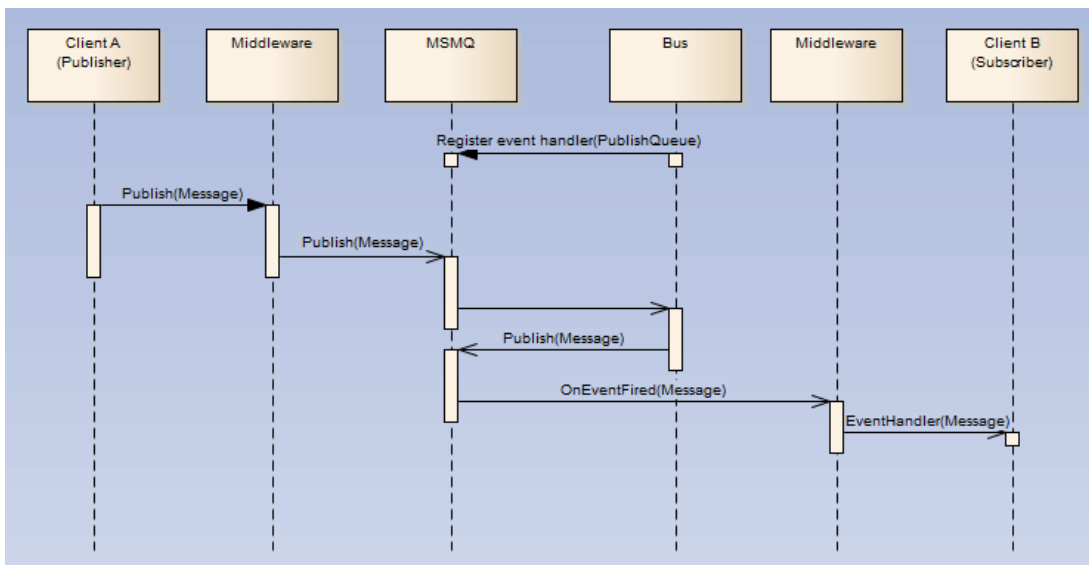 Client A
(Publisher)
Middleware
MSMQ
Bus
Middleware
Client B
(Subscriber)
Register event handler(PublishQueue)
Publish(Message)
Publish(Message)
Publish(Message)
OnEventFired(Message)
EventHandler(Message)